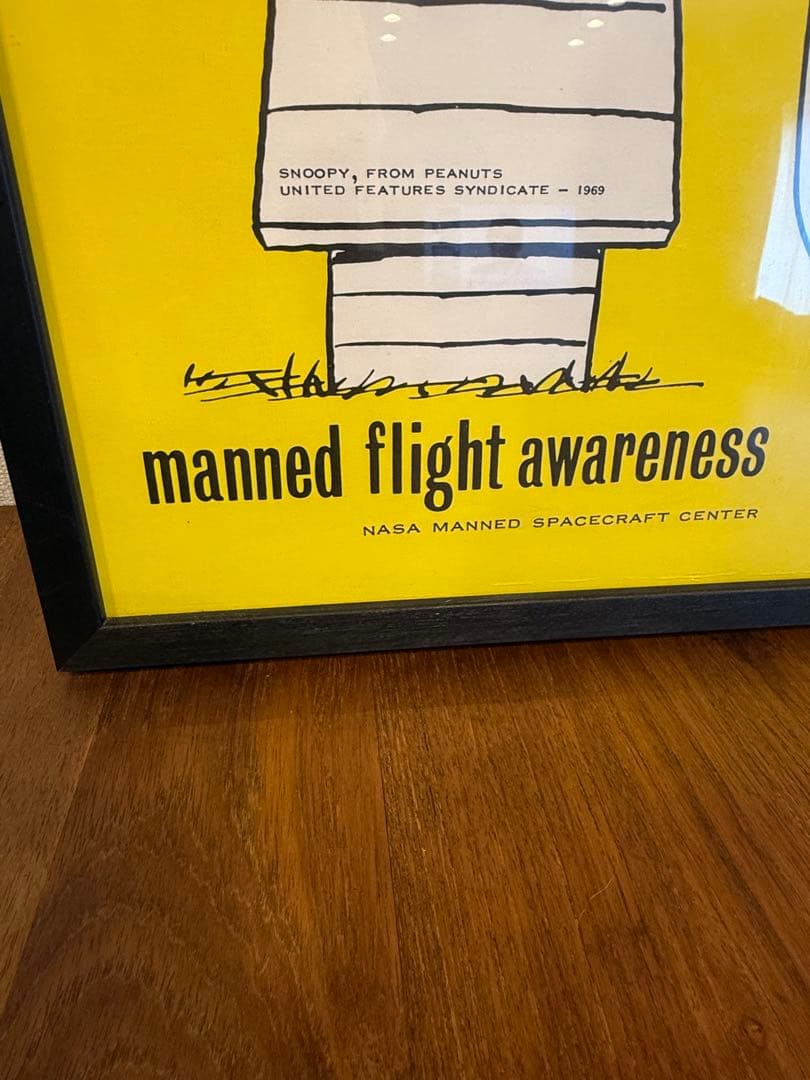 SNOOPY, FROM PEANUTS
UNITED FEATURES SYNDICATE – 1969
manned flight awareness
NASA MANNED SPACECRAFT CENTER